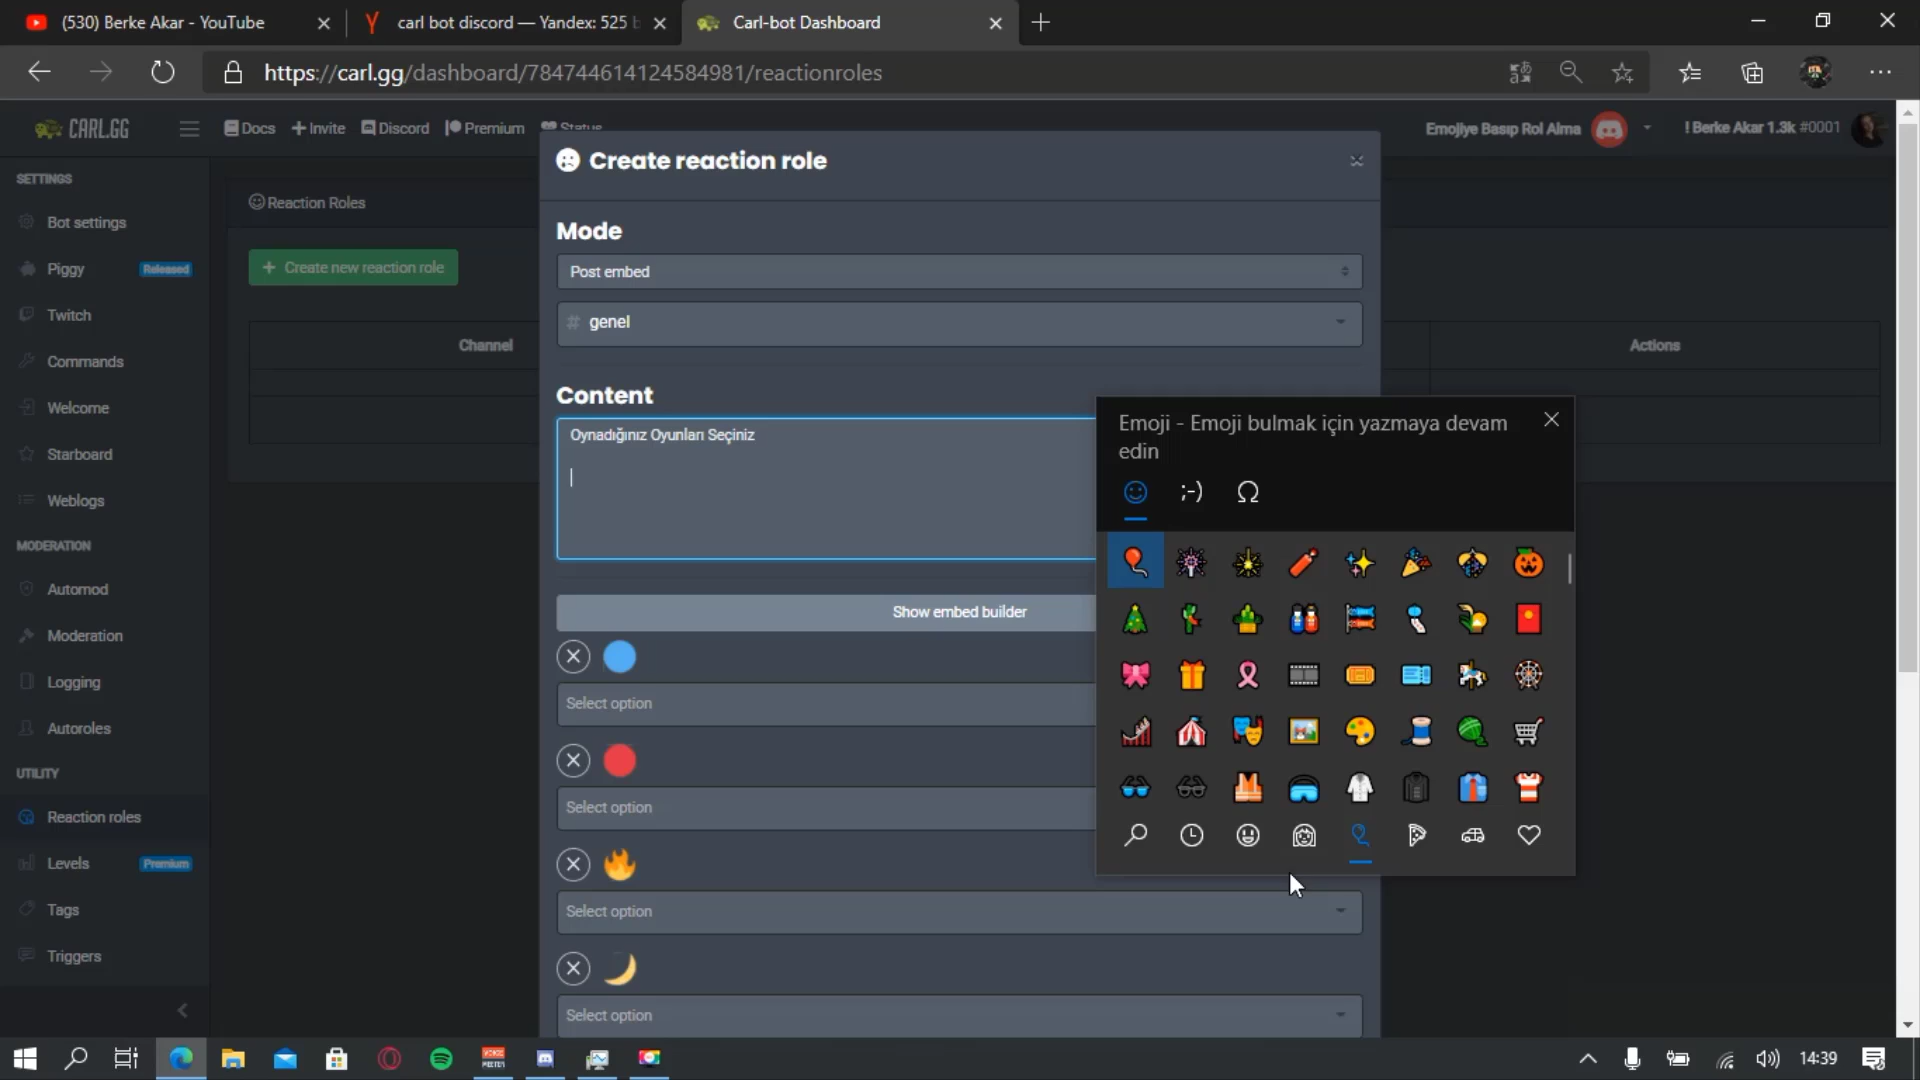 (530) Berke Akar - YouTube
carl bot discord — Yandex: 525 b
Carl-bot Dashboard
https://carl.gg/dashboard/784744614124584981/reactionroles
CARL.GG
Docs
Invite
Discord
Premium
Status
Emojiye Basıp Rol Alma
! Berke Akar 1.3k #0001
SETTINGS
Bot settings
Piggy
Released
Twitch
Commands
Welcome
Starboard
Weblogs
MODERATION
Automod
Moderation
Logging
Autoroles
UTILITY
Reaction roles
Levels
Premium
Tags
Triggers
Reaction Roles
+ Create new reaction role
Channel
Actions
Create reaction role
Mode
Post embed
# genel
Content
Oynadığınız Oyunları Seçiniz
Show embed builder
Select option
Select option
Select option
Select option
Emoji - Emoji bulmak için yazmaya devam
edin
;-)
Ω
14:39